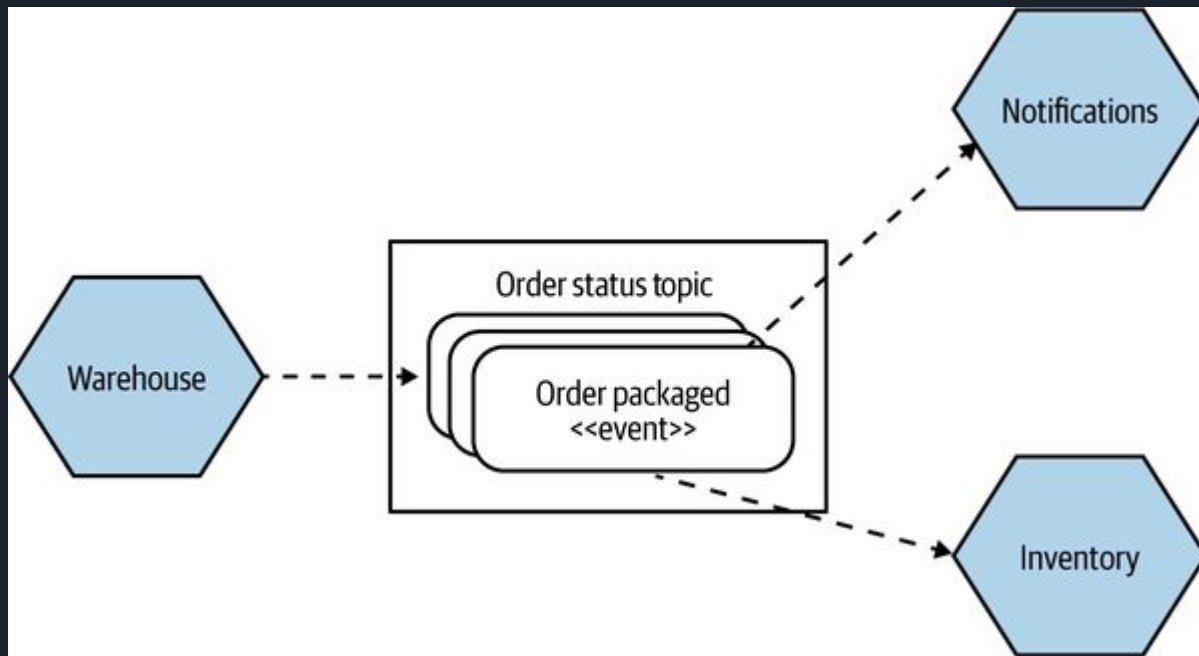 Notifications
Order status topic
Warehouse
Order packaged
<<event>>
Inventory